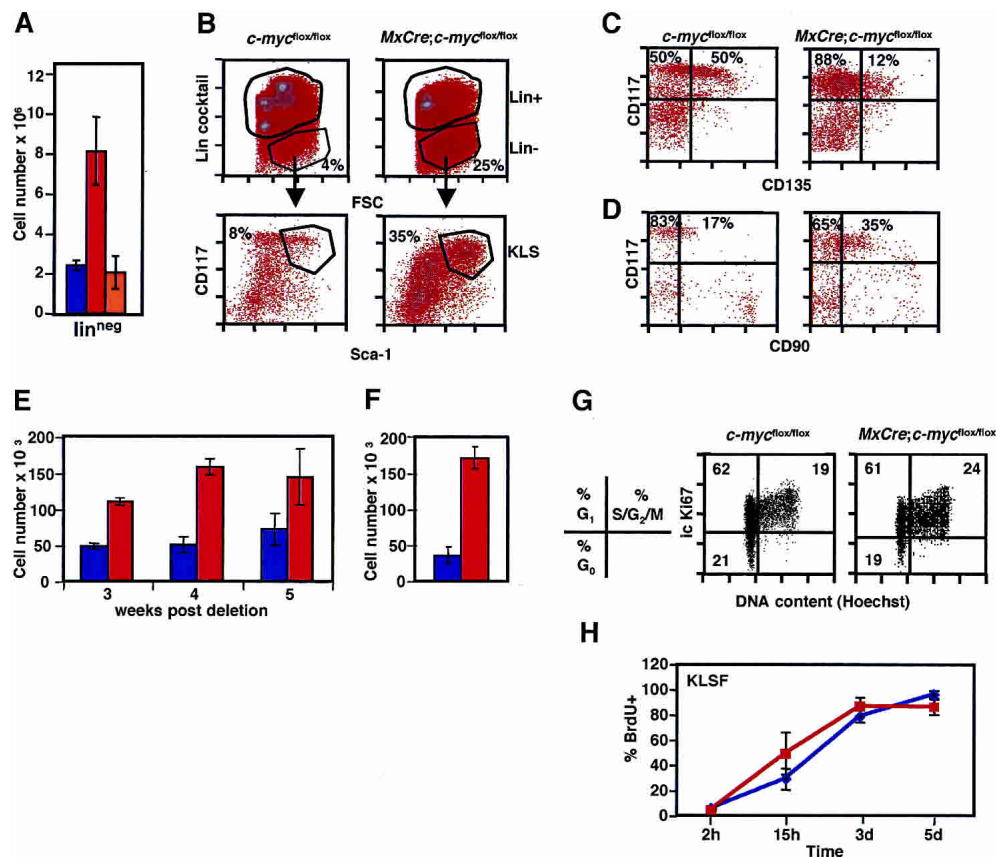 A
Cell number x 10⁶
12
10
8
6
4
2
0
lin^neg
B
c-myc^flox/flox
MxCre;c-myc^flox/flox
Lin cocktail
Lin+
Lin-
4%
25%
FSC
CD117
8%
35%
KLS
Sca-1
C
c-myc^flox/flox
MxCre;c-myc^flox/flox
CD117
50%
50%
88%
12%
CD135
D
CD117
83%
17%
65%
35%
CD90
E
Cell number x 10 ³
200
150
100
50
0
3
4
5
weeks post deletion
F
Cell number x 10 ³
200
150
100
50
0
G
c-myc^flox/flox
MxCre;c-myc^flox/flox
% G₁
% S/G₂/M
% G₀
ic KI67
62
19
21
61
24
19
DNA content (Hoechst)
H
KLSF
% BrdU+
120
100
80
60
40
20
0
2h
15h
3d
5d
Time